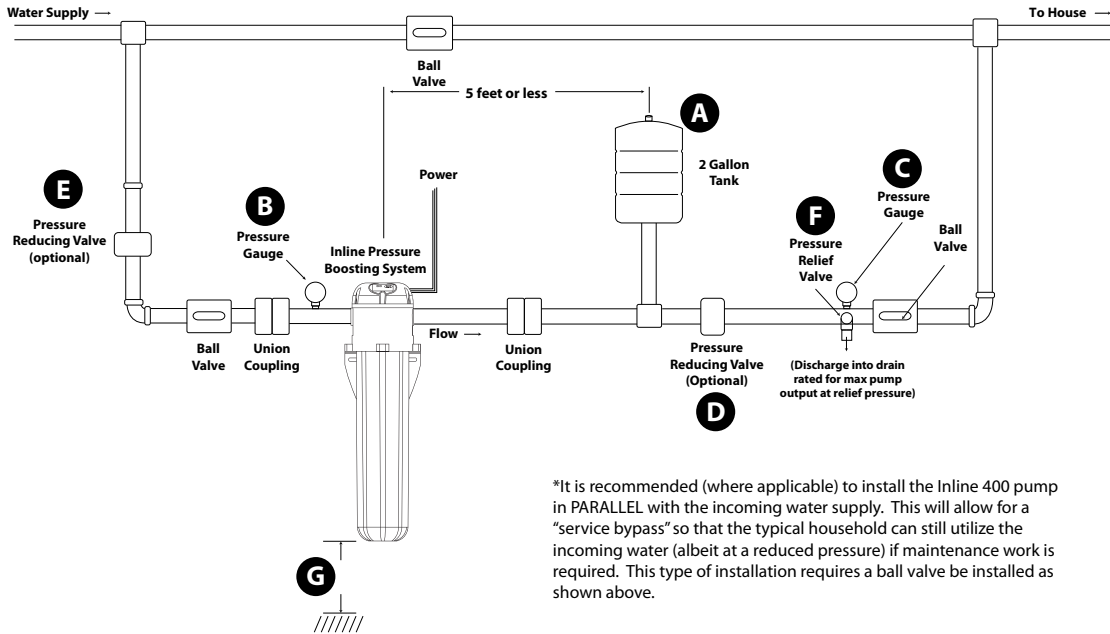 Water Supply
To House
Ball
Valve
5 feet or less
A
2 Gallon
Tank
Power
E
Pressure
Reducing Valve
(optional)
B
Pressure
Gauge
Inline Pressure
Boosting System
C
Pressure
Gauge
F
Pressure
Relief
Valve
Ball
Valve
Flow
Ball
Valve
Union
Coupling
Union
Coupling
Pressure
Reducing Valve
(Optional)
D
(Discharge into drain
rated for max pump
output at relief pressure)
G
*It is recommended (where applicable) to install the Inline 400 pump
in PARALLEL with the incoming water supply. This will allow for a
“service bypass” so that the typical household can still utilize the
incoming water (albeit at a reduced pressure) if maintenance work is
required. This type of installation requires a ball valve be installed as
shown above.